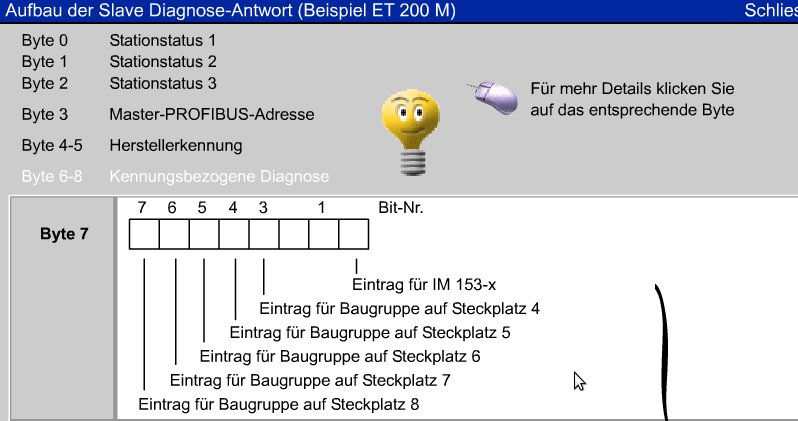 Aufbau der Slave Diagnose-Antwort (Beispiel ET 200 M) Schlies
Byte 0 Stationstatus 1
Byte 1 Stationstatus 2
Byte 2 Stationstatus 3
Für mehr Details klicken Sie
auf das entsprechende Byte
Byte 3 Master-PROFIBUS-Adresse
Byte 4-5 Herstellerkennung
Byte 6-8 Kennungsbezogene Diagnose
7 6 5 4 3 1 Bit-Nr.
Byte 7
Eintrag für IM 153-x
Eintrag für Baugruppe auf Steckplatz 4
Eintrag für Baugruppe auf Steckplatz 5
Eintrag für Baugruppe auf Steckplatz 6
Eintrag für Baugruppe auf Steckplatz 7
Eintrag für Baugruppe auf Steckplatz 8